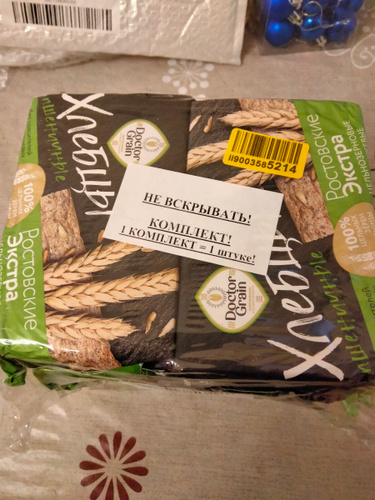 Хлебцы
пшеничные
Doctor
Grain
100%
Ростовские
Экстра
ii9003585214
Ростовские
Экстра
цельнозерновые
100%
НЕ ВСКРЫВАТЬ!
КОМПЛЕКТ!
1 КОМПЛЕКТ = 1 штуке!
Doctor
Grain
Хлебцы
пшеничные